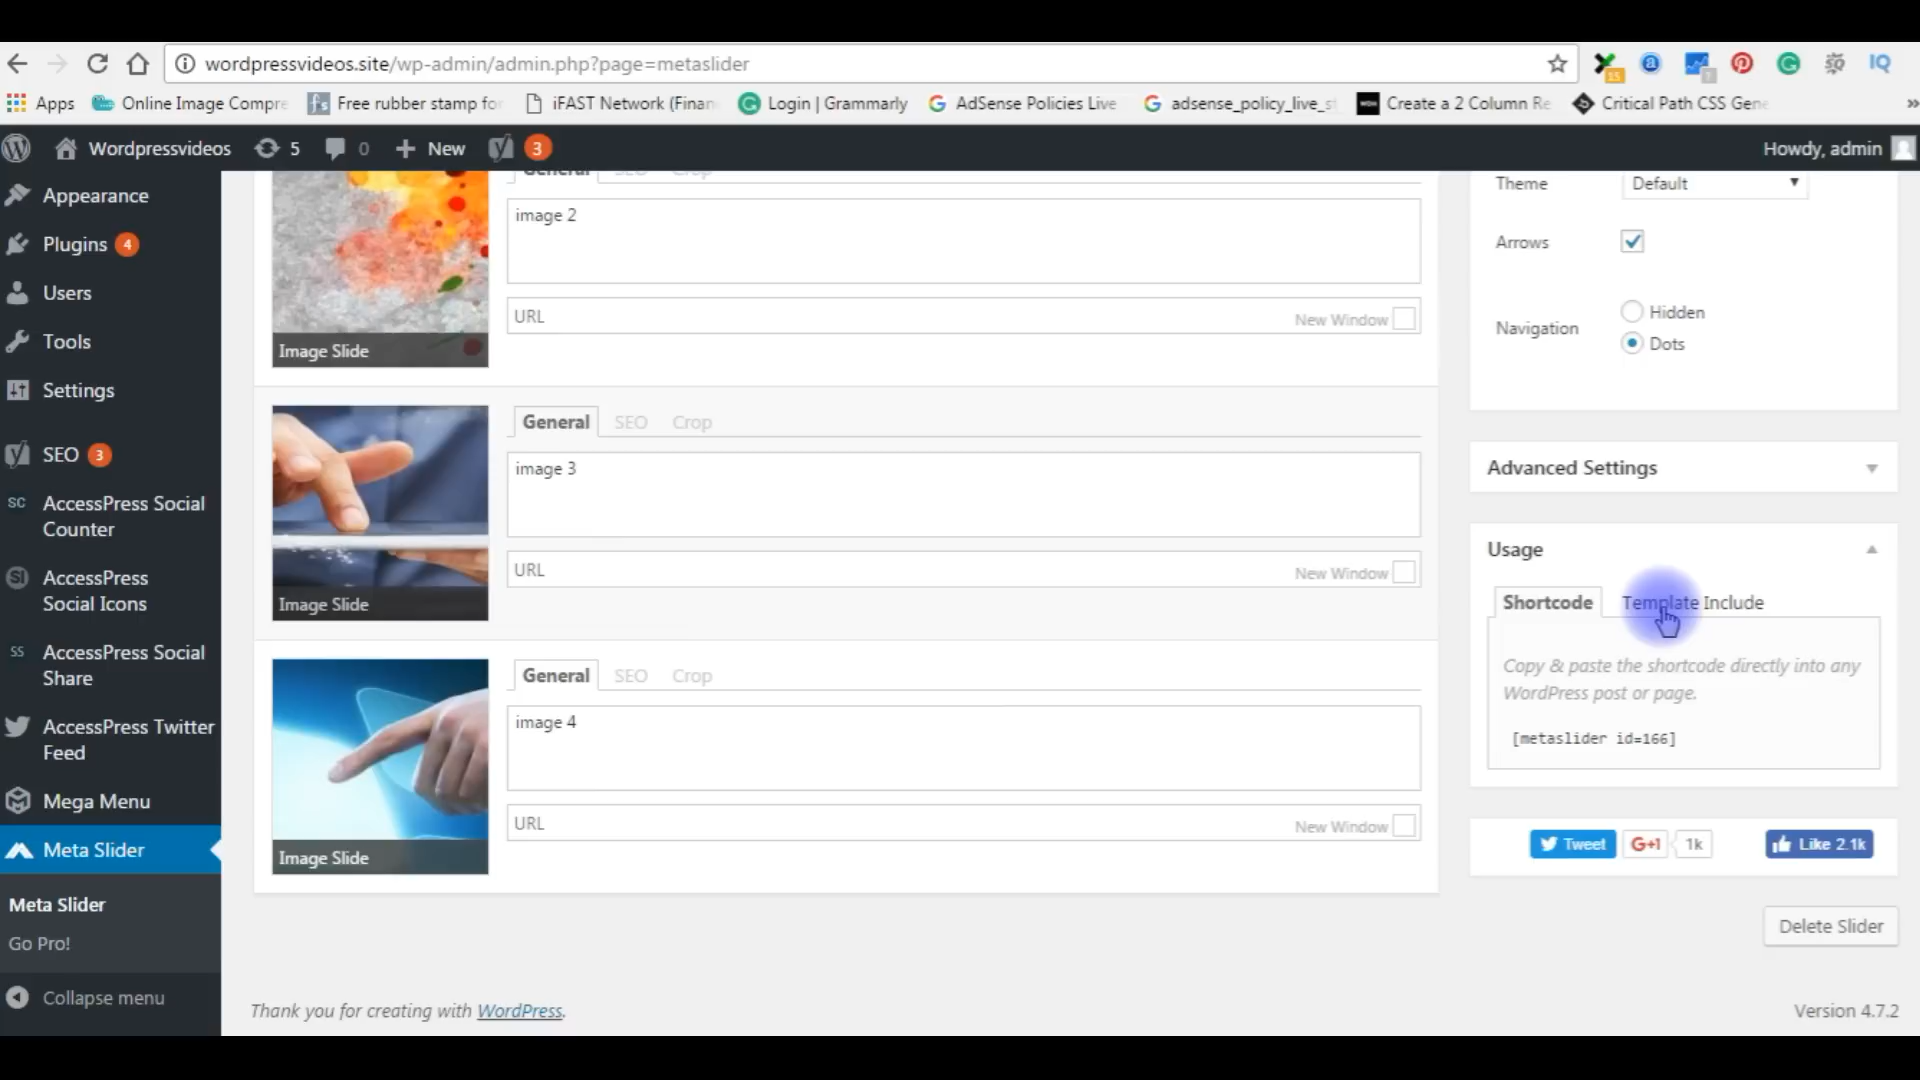 wordpressvideos.site/wp-admin/admin.php?page=metaslider
15
a
IQ
Apps
Online Image Compre
fs Free rubber stamp fo
iFAST Network (Finan
Login | Grammarly
AdSense Policies Live
adsense_policy_live_s
Create a 2 Column Re
Critical Path CSS Gene
»
Wordpressvideos
5
0
New
3
Howdy, admin
Appearance
Plugins 4
Users
Tools
Settings
SEO 3
SC AccessPress Social
Counter
SI AccessPress
Social Icons
SS AccessPress Social
Share
AccessPress Twitter
Feed
Mega Menu
Meta Slider
Meta Slider
Go Pro!
Collapse menu
General SEO Crop
image 2
URL
New Window
Image Slide
General SEO Crop
image 3
URL
New Window
Image Slide
General SEO Crop
image 4
URL
New Window
Image Slide
Theme
Default
Arrows
Navigation
Hidden
Dots
Advanced Settings
Usage
Shortcode
Template Include
Copy & paste the shortcode directly into any
WordPress post or page.
[metaslider id=166]
Tweet
G+1
1k
Like 2.1k
Delete Slider
Thank you for creating with WordPress.
Version 4.7.2